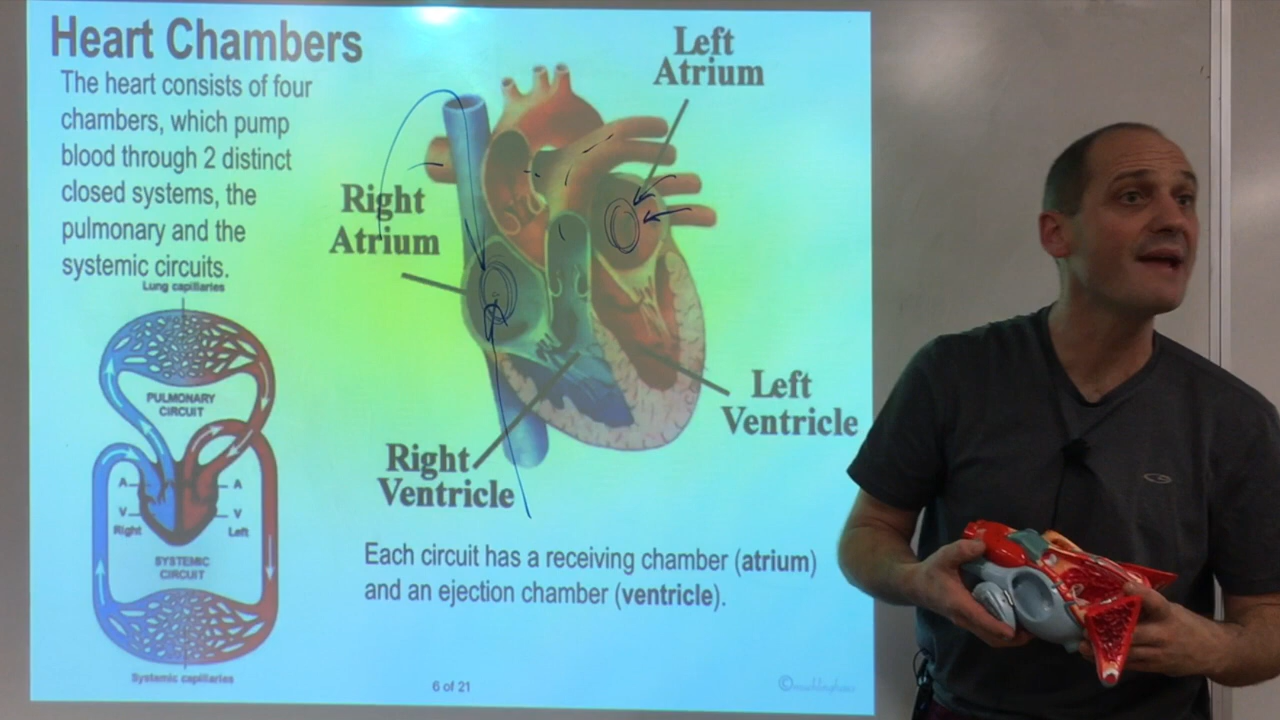 Heart Chambers
The heart consists of four
chambers, which pump
blood through 2 distinct
closed systems, the
pulmonary and the
systemic circuits.
Lung capillaries
PULMONARY
CIRCUIT
A
A
V
V
Right
Left
SYSTEMIC
CIRCUIT
Systemic capillaries
Left
Atrium
Right
Atrium
Left
Ventricle
Right
Ventricle
Each circuit has a receiving chamber (atrium)
and an ejection chamber (ventricle).
6 of 21
©